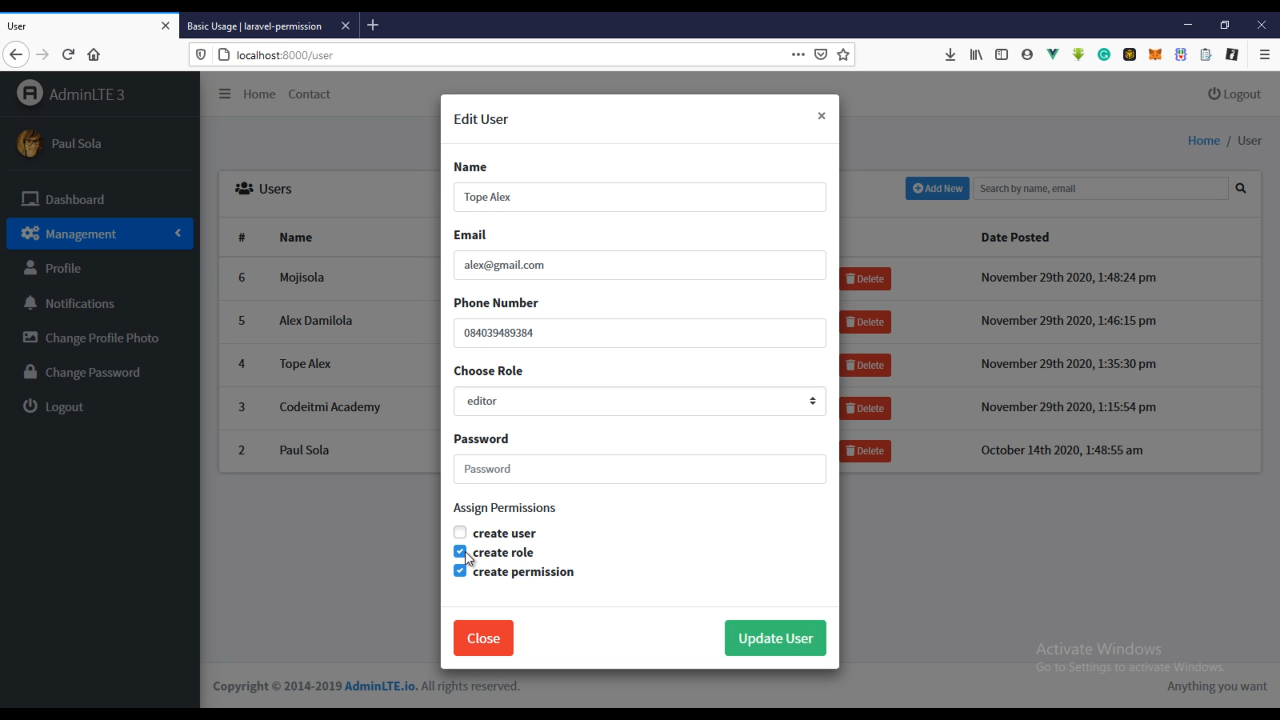 User
Basic Usage | laravel-permission
localhost:8000/user
AdminLTE 3
Home Contact
Logout
Paul Sola
Home / User
Dashboard
Management
Profile
Notifications
Change Profile Photo
Change Password
Logout
Users
Add New
Search by name, email
# Name Date Posted
6 Mojisola Delete November 29th 2020, 1:48:24 pm
5 Alex Damilola Delete November 29th 2020, 1:46:15 pm
4 Tope Alex Delete November 29th 2020, 1:35:30 pm
3 Codeitmi Academy Delete November 29th 2020, 1:15:54 pm
2 Paul Sola Delete October 14th 2020, 1:48:55 am
Edit User
×
Name
Tope Alex
Email
alex@gmail.com
Phone Number
084039489384
Choose Role
editor
Password
Password
Assign Permissions
create user
create role
create permission
Close
Update User
Activate Windows
Go to Settings to activate Windows.
Copyright © 2014-2019 AdminLTE.io. All rights reserved.
Anything you want